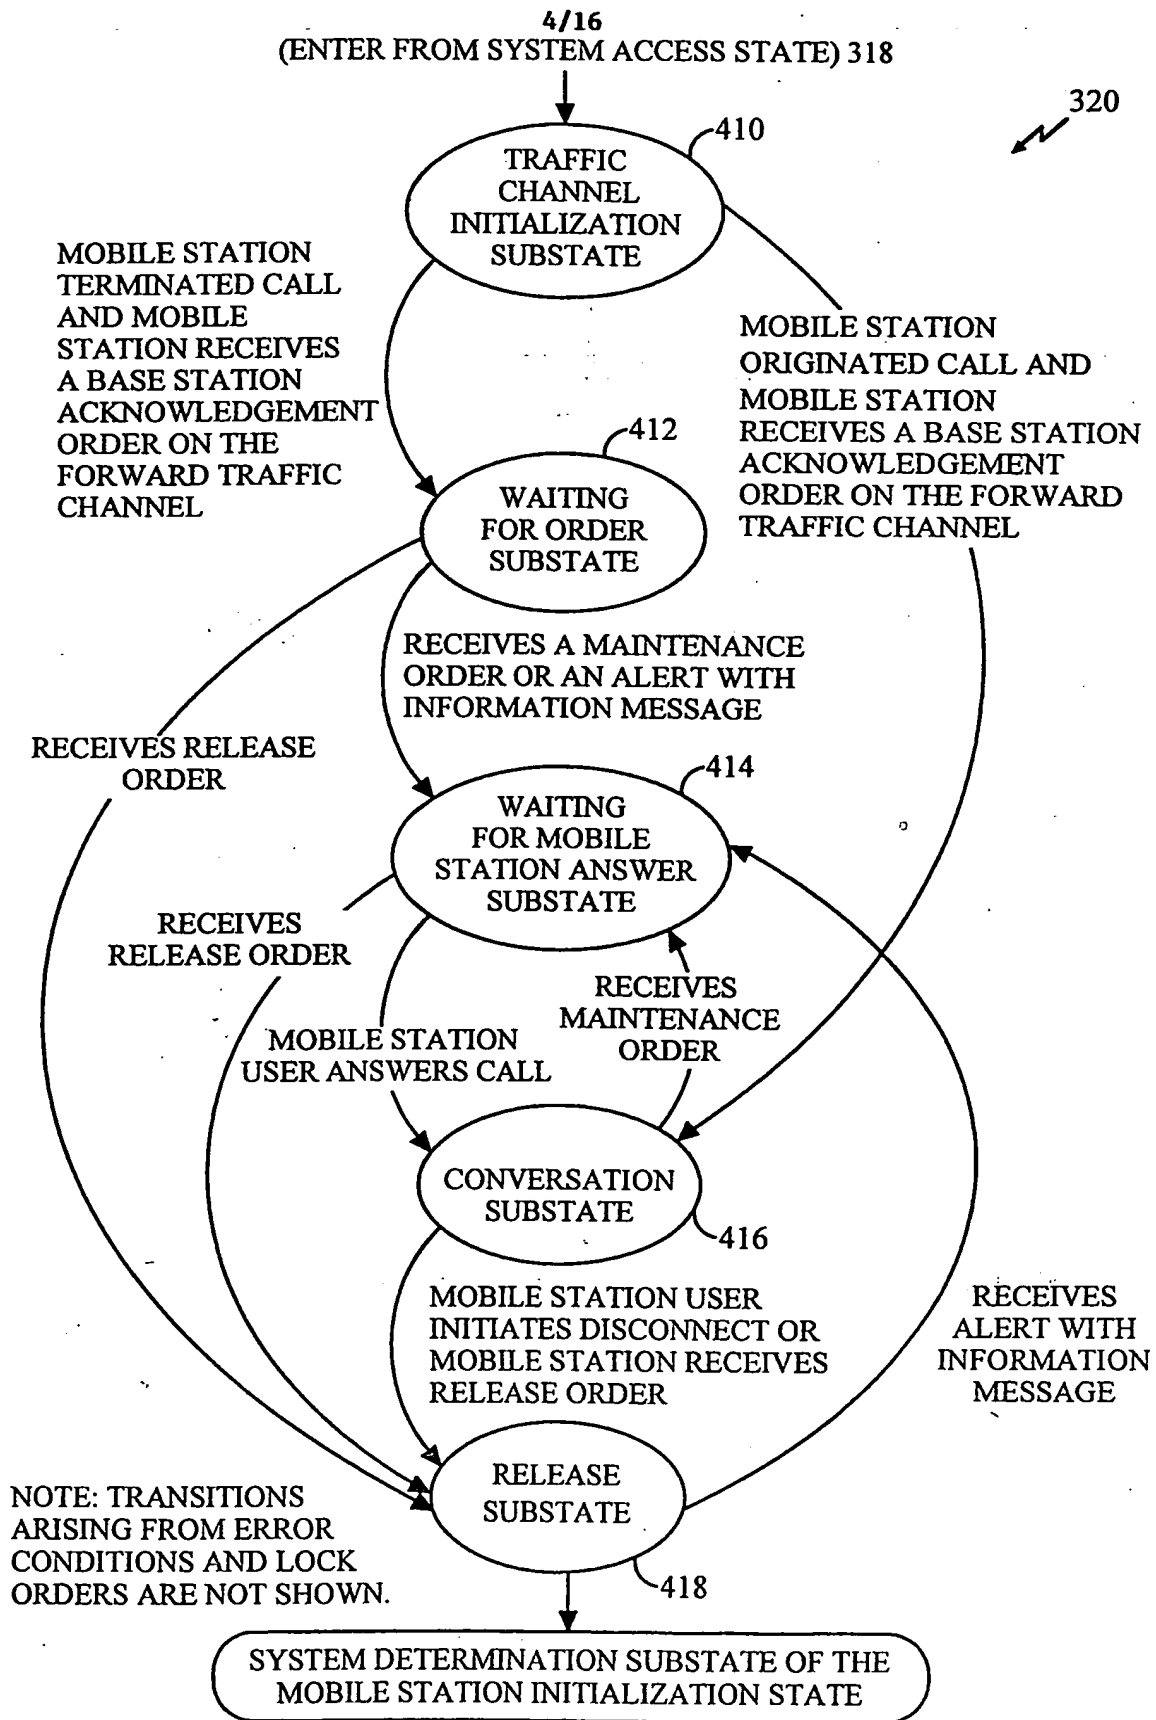 4/16
(ENTER FROM SYSTEM ACCESS STATE) 318
320
410
TRAFFIC
CHANNEL
INITIALIZATION
SUBSTATE
MOBILE STATION
TERMINATED CALL
AND MOBILE
STATION RECEIVES
A BASE STATION
ACKNOWLEDGEMENT
ORDER ON THE
FORWARD TRAFFIC
CHANNEL
MOBILE STATION
ORIGINATED CALL AND
MOBILE STATION
RECEIVES A BASE STATION
ACKNOWLEDGEMENT
ORDER ON THE FORWARD
TRAFFIC CHANNEL
412
WAITING
FOR ORDER
SUBSTATE
RECEIVES A MAINTENANCE
ORDER OR AN ALERT WITH
INFORMATION MESSAGE
RECEIVES RELEASE
ORDER
414
WAITING
FOR MOBILE
STATION ANSWER
SUBSTATE
RECEIVES
RELEASE ORDER
RECEIVES
MAINTENANCE
ORDER
MOBILE STATION
USER ANSWERS CALL
CONVERSATION
SUBSTATE
416
MOBILE STATION USER
INITIATES DISCONNECT OR
MOBILE STATION RECEIVES
RELEASE ORDER
RECEIVES
ALERT WITH
INFORMATION
MESSAGE
RELEASE
SUBSTATE
418
NOTE: TRANSITIONS
ARISING FROM ERROR
CONDITIONS AND LOCK
ORDERS ARE NOT SHOWN.
SYSTEM DETERMINATION SUBSTATE OF THE
MOBILE STATION INITIALIZATION STATE